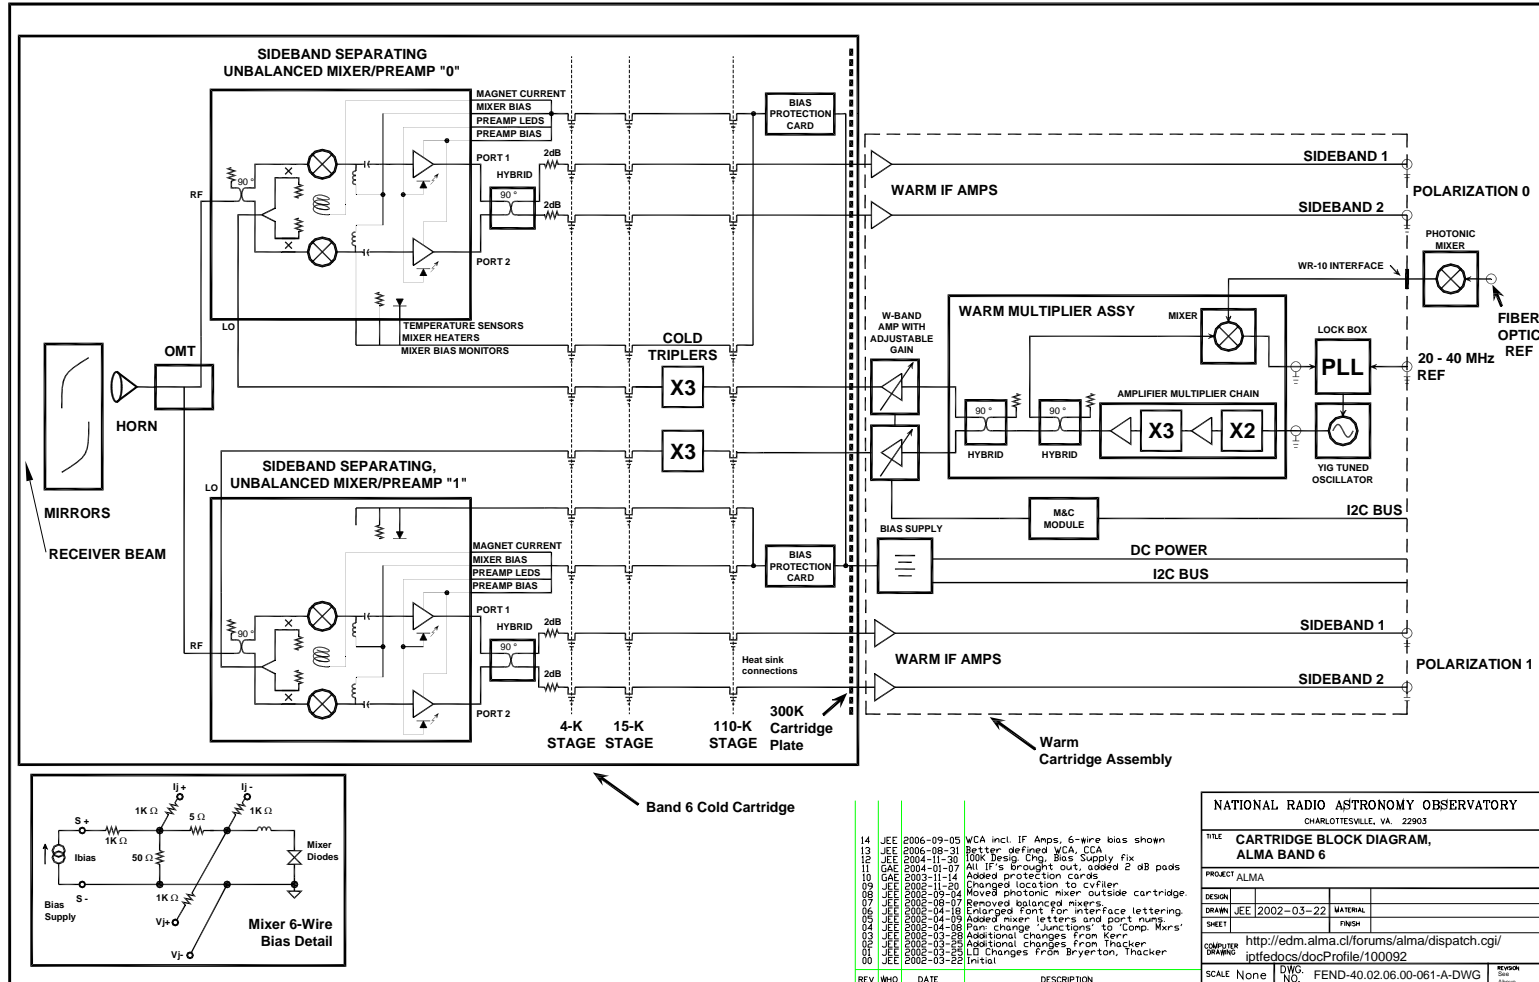 SIDEBAND SEPARATING
UNBALANCED MIXER/PREAMP "0"
MAGNET CURRENT
MIXER BIAS
PREAMP LEDS
PREAMP BIAS
BIAS
PROTECTION
CARD
PORT 1
HYBRID
90 °
2dB
2dB
PORT 2
RF
90 °
LO
TEMPERATURE SENSORS
MIXER HEATERS
MIXER BIAS MONITORS
SIDEBAND 1
WARM IF AMPS
SIDEBAND 2
POLARIZATION 0
PHOTONIC
MIXER
WR-10 INTERFACE
FIBER
OPTIC
REF
20 - 40 MHz
REF
WARM MULTIPLIER ASSY
MIXER
LOCK BOX
PLL
W-BAND
AMP WITH
ADJUSTABLE
GAIN
COLD
TRIPLERS
X3
X3
AMPLIFIER MULTIPLIER CHAIN
90 °
90 °
X3
X2
HYBRID
HYBRID
YIG TUNED
OSCILLATOR
OMT
HORN
MIRRORS
RECEIVER BEAM
SIDEBAND SEPARATING,
UNBALANCED MIXER/PREAMP "1"
LO
MAGNET CURRENT
MIXER BIAS
PREAMP LEDS
PREAMP BIAS
BIAS
PROTECTION
CARD
BIAS SUPPLY
M&C
MODULE
I2C BUS
DC POWER
I2C BUS
PORT 1
HYBRID
90 °
2dB
2dB
PORT 2
RF
90 °
SIDEBAND 1
WARM IF AMPS
SIDEBAND 2
POLARIZATION 1
Heat sink
connections
4-K
STAGE
15-K
STAGE
110-K
STAGE
300K
Cartridge
Plate
Warm
Cartridge Assembly
Band 6 Cold Cartridge
Ij +
Ij -
1K Ω
1K Ω
5 Ω
S +
1K Ω
Ibias
50 Ω
Mixer
Diodes
S -
1K Ω
Bias
Supply
Vj+
Vj-
Mixer 6-Wire
Bias Detail
14 JEE 2006-09-05 WCA incl. IF Amps, 6-wire bias shown
13 JEE 2006-08-31 Better defined WCA, CCA
12 JEE 2004-11-30 100K Desig. Chg, Bias Supply fix
11 GAE 2004-01-07 All IF's brought out, added 2 dB pads
10 GAE 2003-11-14 Added protection cards
09 JEE 2002-11-20 Changed location to cvfiler
08 JEE 2002-09-04 Moved photonic mixer outside cartridge.
07 JEE 2002-08-07 Removed balanced mixers.
06 JEE 2002-04-18 Enlarged font for interface lettering.
05 JEE 2002-04-09 Added mixer letters and port nums.
04 JEE 2002-04-08 Pan: change 'Junctions' to 'Comp. Mxrs'
03 JEE 2002-03-28 Additional changes from Kerr
02 JEE 2002-03-25 Additional changes from Thacker
01 JEE 2002-03-25 LO Changes from Bryerton, Thacker
00 JEE 2002-03-22 Initial
REV WHO DATE DESCRIPTION
NATIONAL RADIO ASTRONOMY OBSERVATORY
CHARLOTTESVILLE, VA. 22903
TITLE CARTRIDGE BLOCK DIAGRAM,
ALMA BAND 6
PROJECT ALMA
DESIGN
DRAWN JEE 2002-03-22 MATERIAL
SHEET FINISH
COMPUTER DRAWING http://edm.alma.cl/forums/alma/dispatch.cgi/
iptfedocs/docProfile/100092
SCALE None DWG. NO. FEND-40.02.06.00-061-A-DWG REVISION
See